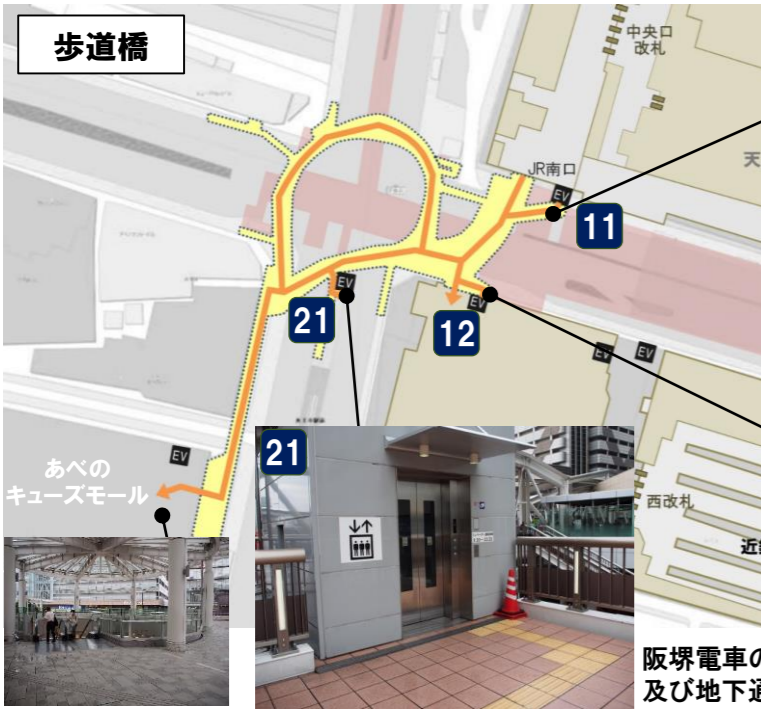 歩道橋
中央口
改札
天
JR南口
EV
11
EV
21
12
EV
EV
EV
EV
あべの
キューズモール
21
西改札
近
阪堺電車の
及び地下通